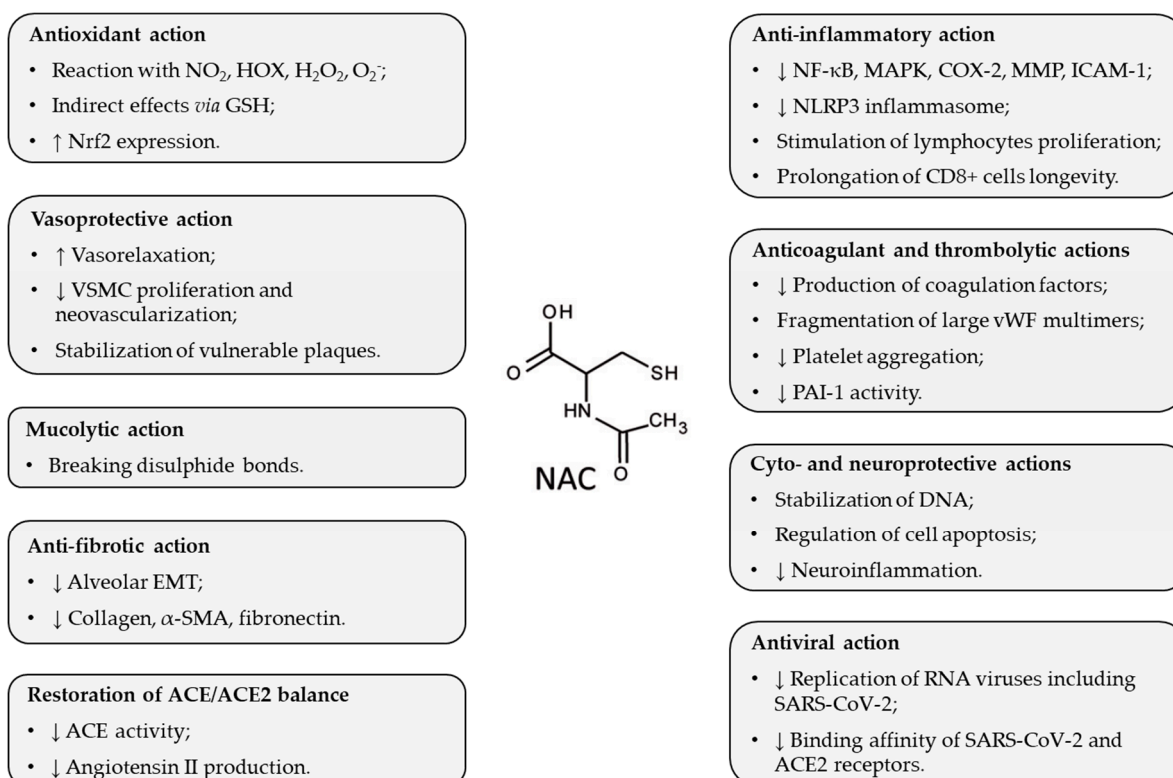 Antioxidant action
• Reaction with NO₂, HOX, H₂O₂, O₂⁻;
• Indirect effects via GSH;
• ↑ Nrf2 expression.
Vasoprotective action
• ↑ Vasorelaxation;
• ↓ VSMC proliferation and
neovascularization;
• Stabilization of vulnerable plaques.
Mucolytic action
• Breaking disulphide bonds.
Anti-fibrotic action
• ↓ Alveolar EMT;
• ↓ Collagen, α-SMA, fibronectin.
Restoration of ACE/ACE2 balance
• ↓ ACE activity;
• ↓ Angiotensin II production.
OH
O
SH
HN
CH₃
O
NAC
Anti-inflammatory action
• ↓ NF-κB, MAPK, COX-2, MMP, ICAM-1;
• ↓ NLRP3 inflammasome;
• Stimulation of lymphocytes proliferation;
• Prolongation of CD8+ cells longevity.
Anticoagulant and thrombolytic actions
• ↓ Production of coagulation factors;
• Fragmentation of large vWF multimers;
• ↓ Platelet aggregation;
• ↓ PAI-1 activity.
Cyto- and neuroprotective actions
• Stabilization of DNA;
• Regulation of cell apoptosis;
• ↓ Neuroinflammation.
Antiviral action
• ↓ Replication of RNA viruses including
SARS-CoV-2;
• ↓ Binding affinity of SARS-CoV-2 and
ACE2 receptors.